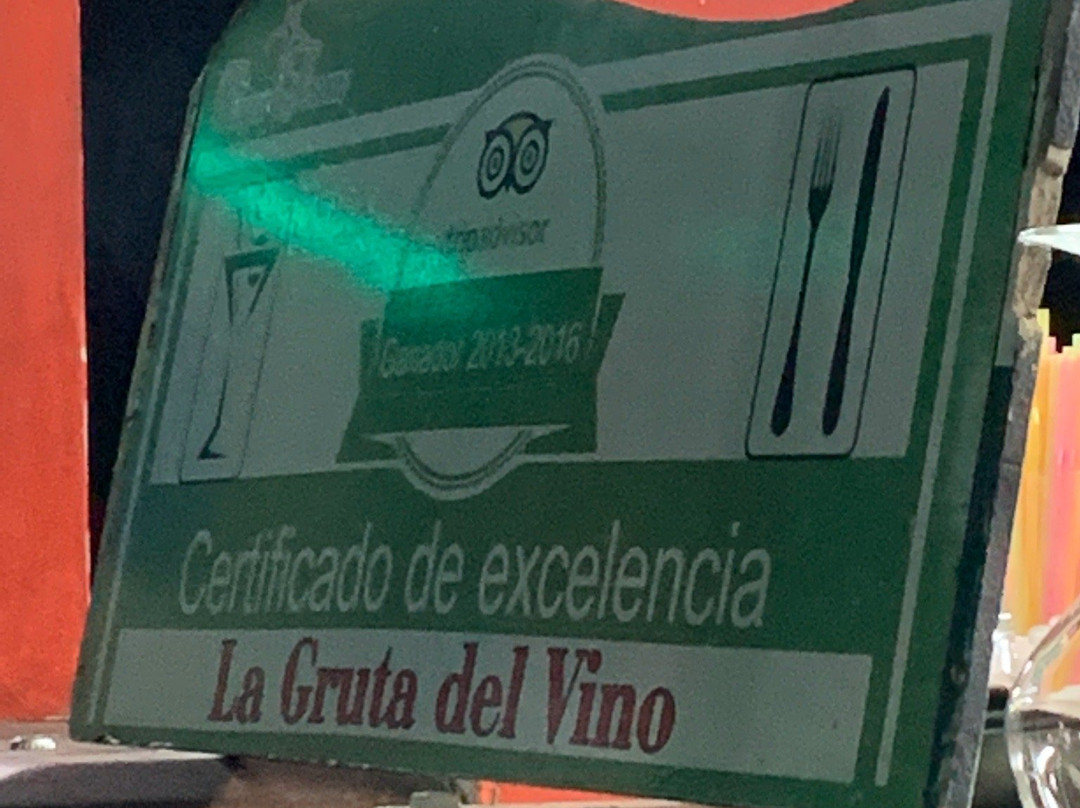 tripadvisor
Ganador 2013-2016
Certificado de excelencia
La Gruta del Vino